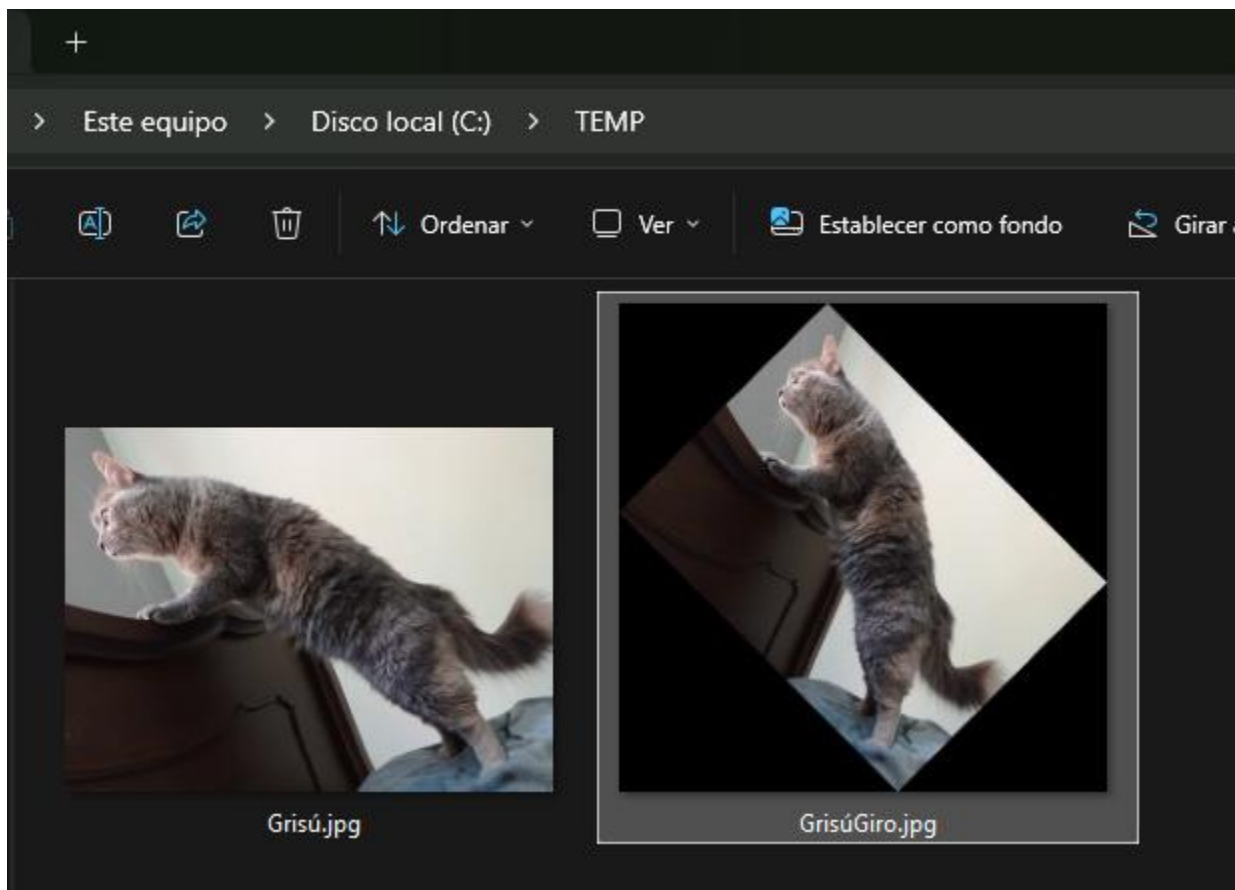 Este equipo > Disco local (C:) > TEMP
Ordenar Ver Establecer como fondo Girar
Grisú.jpg GrisúGiro.jpg